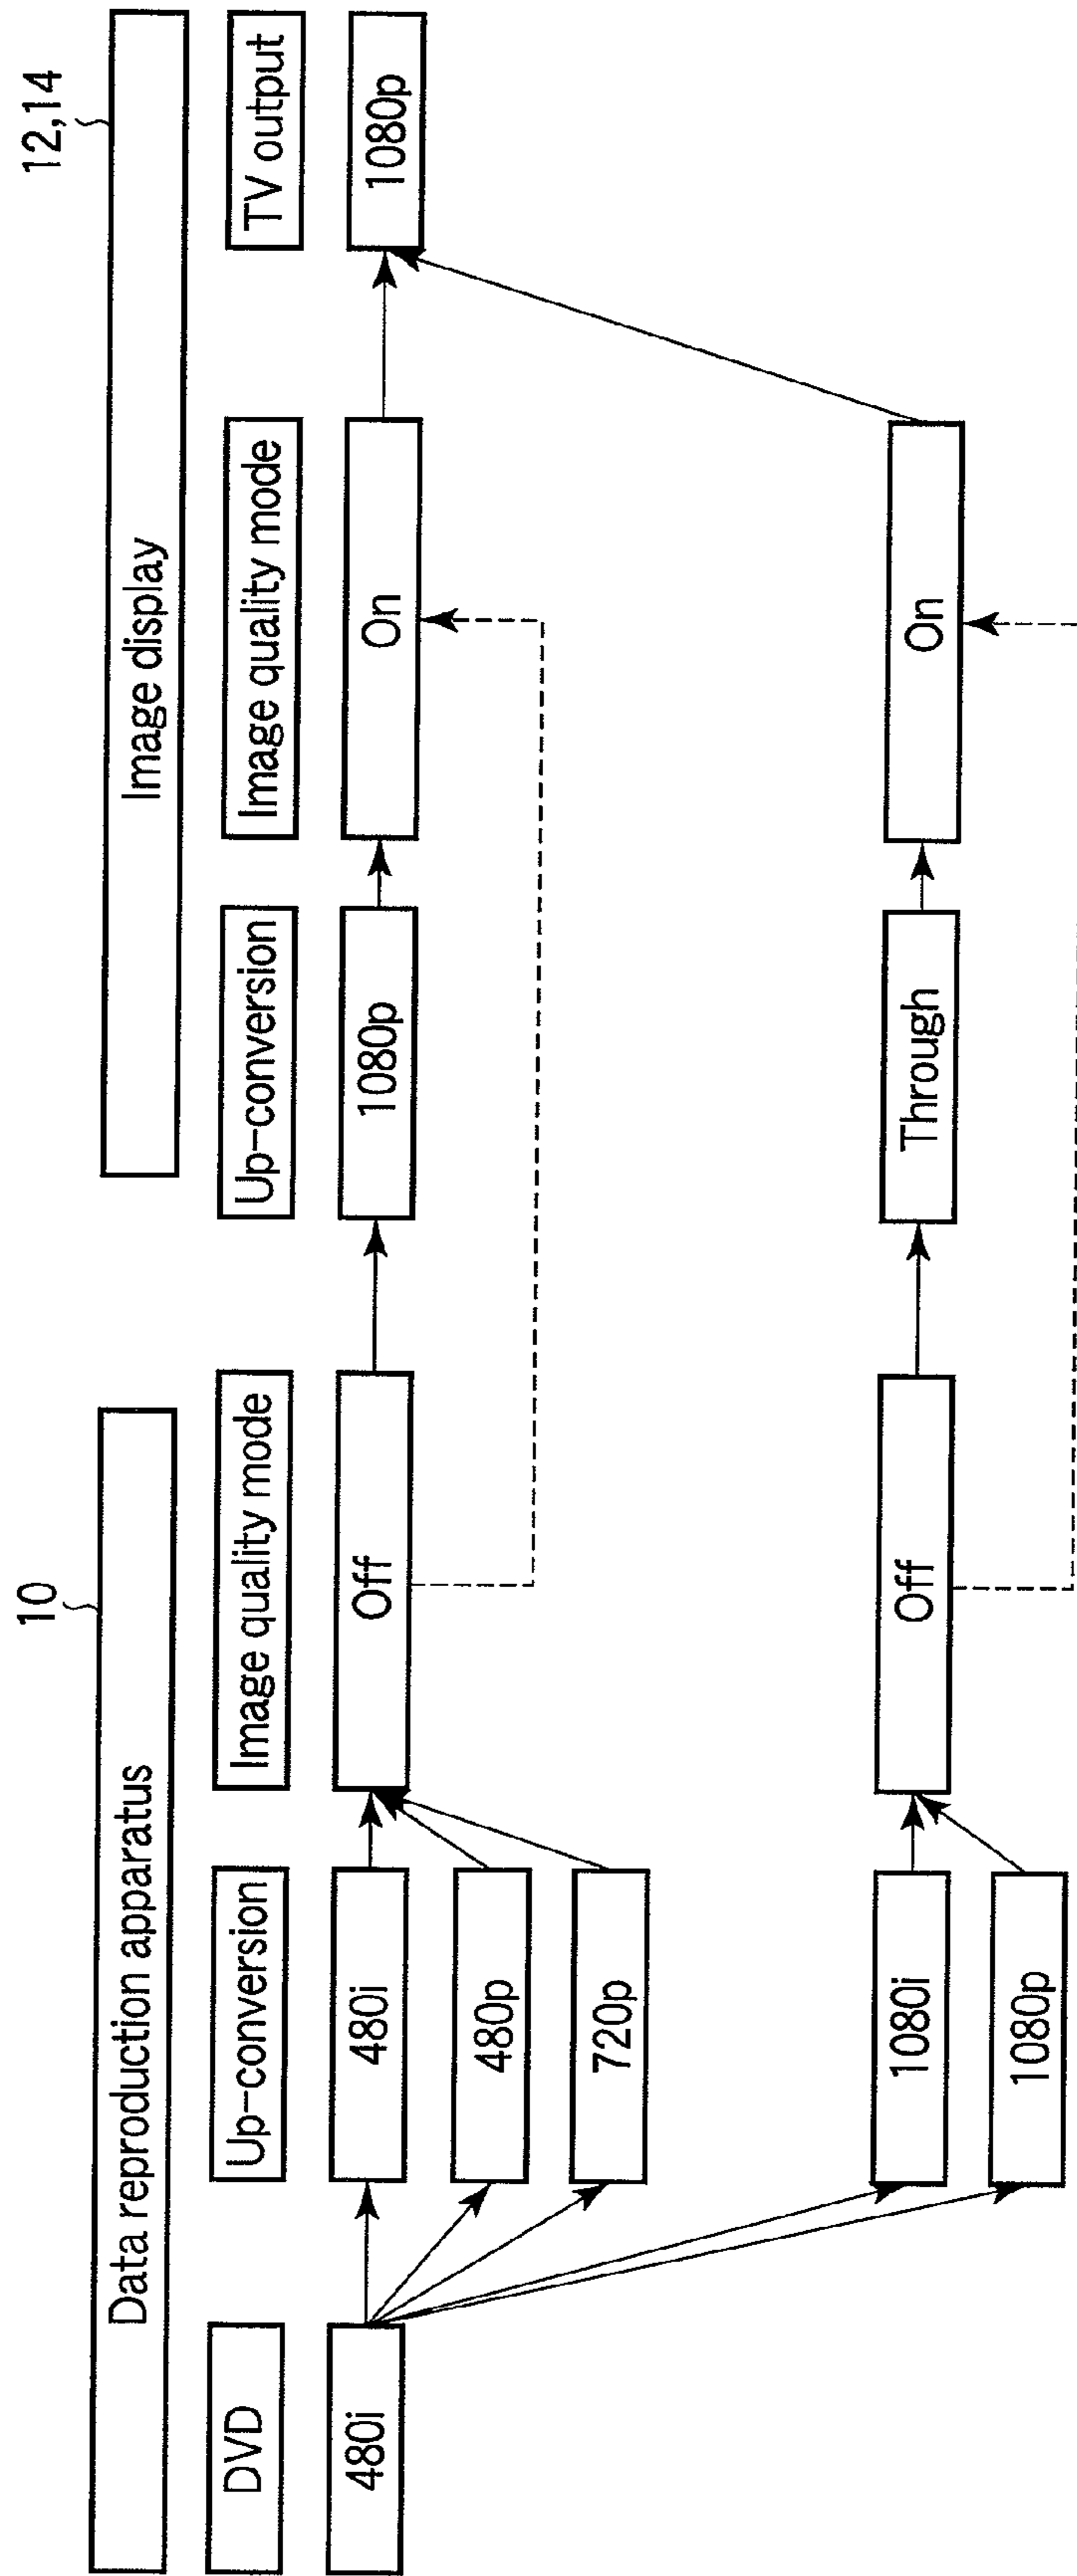 10
12,14
Data reproduction apparatus
Image display
DVD
Up-conversion
Image quality mode
Up-conversion
Image quality mode
TV output
480i
480i
Off
1080p
On
1080p
480p
720p
1080i
Off
Through
On
1080p